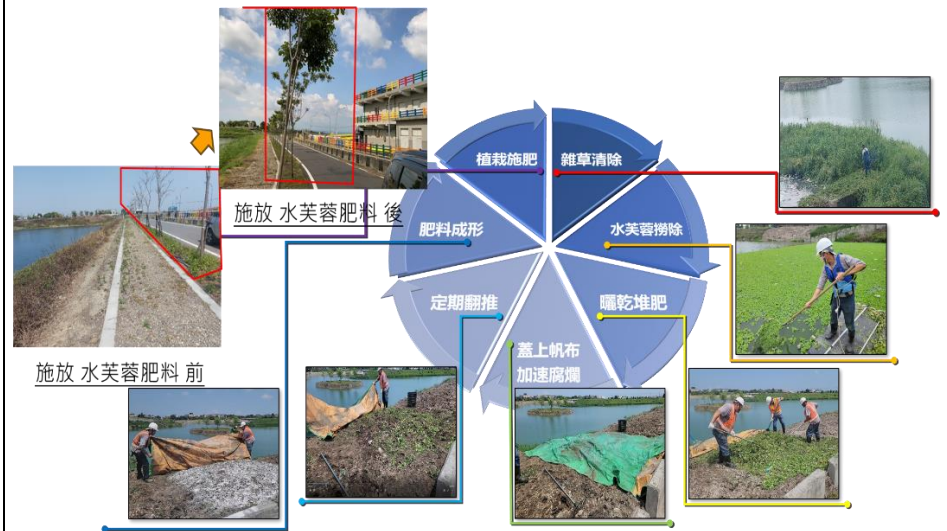 植栽施肥
雜草清除
水芙蓉撈除
曬乾堆肥
蓋上帆布
加速腐爛
定期翻推
肥料成形
施放 水芙蓉肥料 後
施放 水芙蓉肥料 前